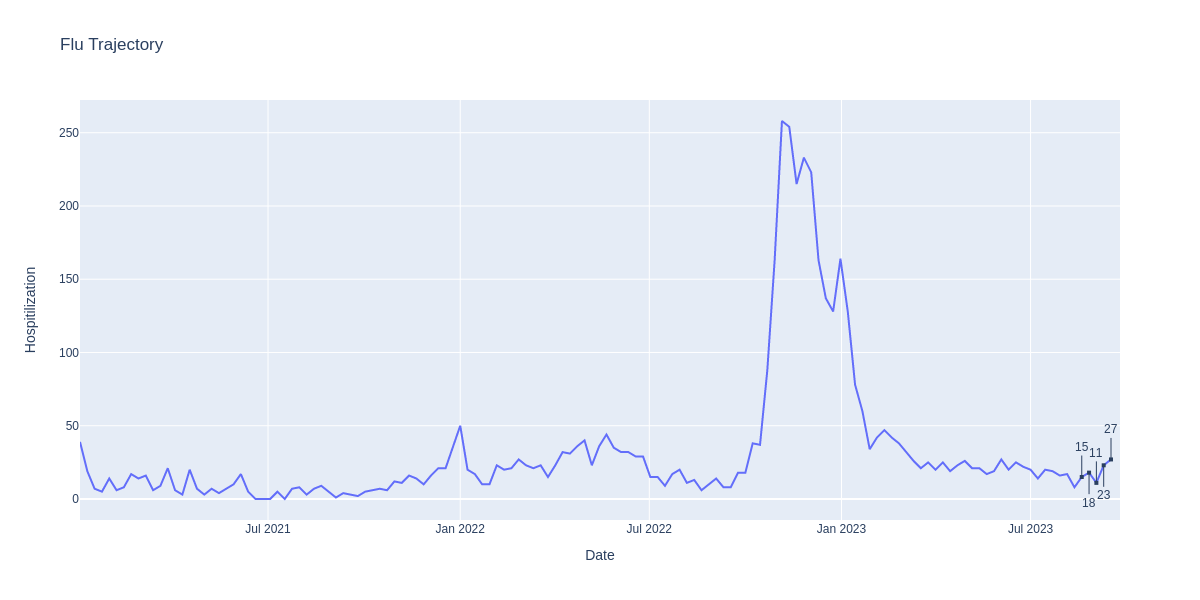 Flu Trajectory
Hospitilization
250
200
150
100
50
0
27
15
11
23
18
Jul 2021
Jan 2022
Jul 2022
Jan 2023
Jul 2023
Date